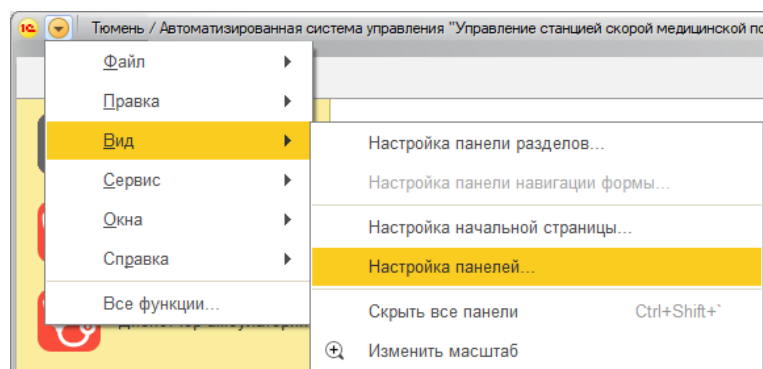 1С Тюмень / Автоматизированная система управления "Управление станцией скорой медицинской по
Файл
Правка
Вид
Сервис
Окна
Справка
Все функции...
Настройка панели разделов...
Настройка панели навигации формы...
Настройка начальной страницы...
Настройка панелей...
Скрыть все панели Ctrl+Shift+`
Изменить масштаб